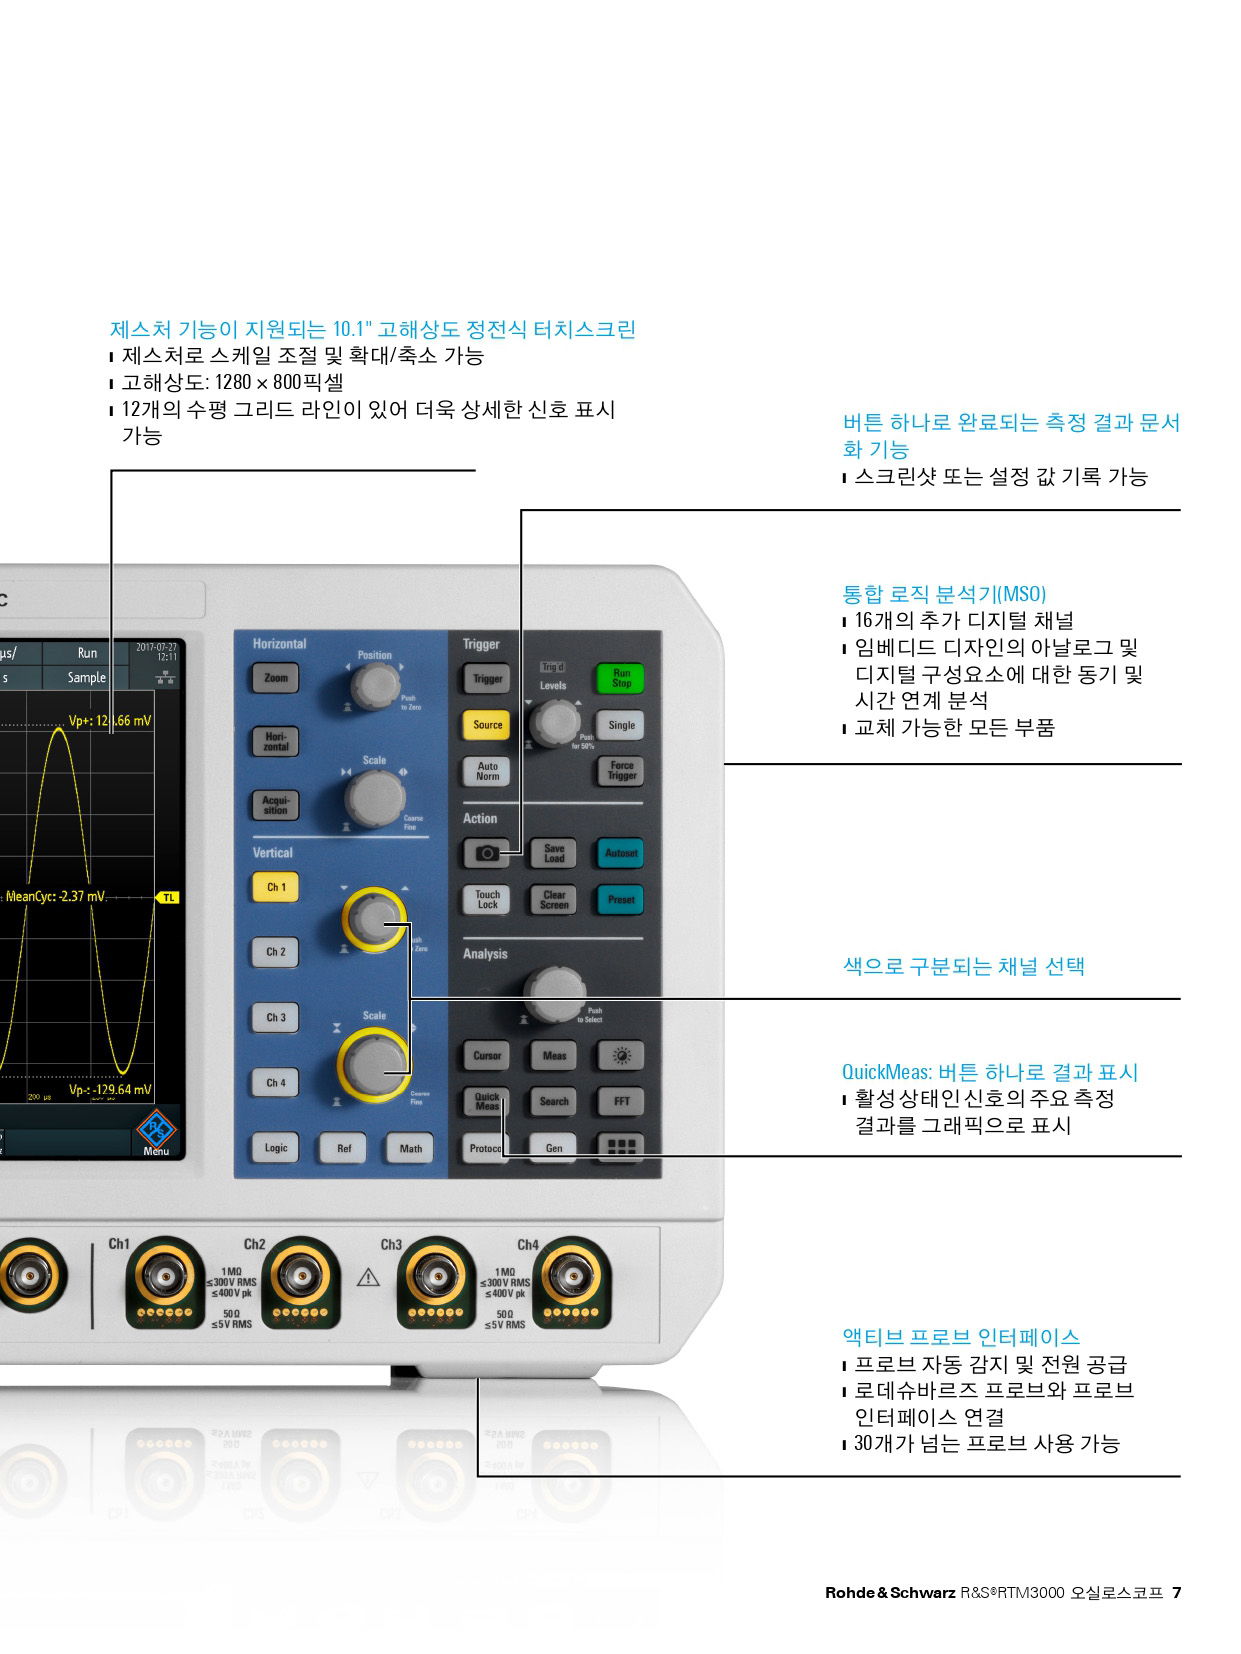 제스처 기능이 지원되는 10.1" 고해상도 정전식 터치스크린
ı 제스처로 스케일 조절 및 확대/축소 가능
ı 고해상도: 1280 × 800픽셀
ı 12개의 수평 그리드 라인이 있어 더욱 상세한 신호 표시
가능
버튼 하나로 완료되는 측정 결과 문서
화 기능
ı 스크린샷 또는 설정 값 기록 가능
통합 로직 분석기(MSO)
ı 16개의 추가 디지털 채널
ı 임베디드 디자인의 아날로그 및
디지털 구성요소에 대한 동기 및
시간 연계 분석
ı 교체 가능한 모든 부품
색으로 구분되는 채널 선택
QuickMeas: 버튼 하나로 결과 표시
ı 활성 상태인 신호의 주요 측정
결과를 그래픽으로 표시
액티브 프로브 인터페이스
ı 프로브 자동 감지 및 전원 공급
ı 로데슈바르즈 프로브와 프로브
인터페이스 연결
ı 30개가 넘는 프로브 사용 가능
C
µs/
Run
2017-07-27
12:11
s
Sample
Vp+: 124.66 mV
MeanCyc: -2.37 mV
TL
Vp-: -129.64 mV
200 µs
Menu
Horizontal
Position
Zoom
Push
to Zero
Hori-
zontal
Scale
Acqui-
sition
Coarse
Fine
Vertical
Ch 1
Push
to Zero
Ch 2
Ch 3
Scale
Ch 4
Coarse
Fine
Logic
Ref
Math
Trigger
Trigger
Trig'd
Levels
Run
Stop
Source
Single
Push
for 50%
Auto
Norm
Force
Trigger
Action
Save
Load
Autoset
Touch
Lock
Clear
Screen
Preset
Analysis
Push
to Select
Cursor
Meas
Quick
Meas
Search
FFT
Protocol
Gen
Ch1
Ch2
Ch3
Ch4
1 MΩ
≤300 V RMS
≤400 V pk
50 Ω
≤5 V RMS
1 MΩ
≤300 V RMS
≤400 V pk
50 Ω
≤5 V RMS
Rohde & Schwarz R&S®RTM3000 오실로스코프 7